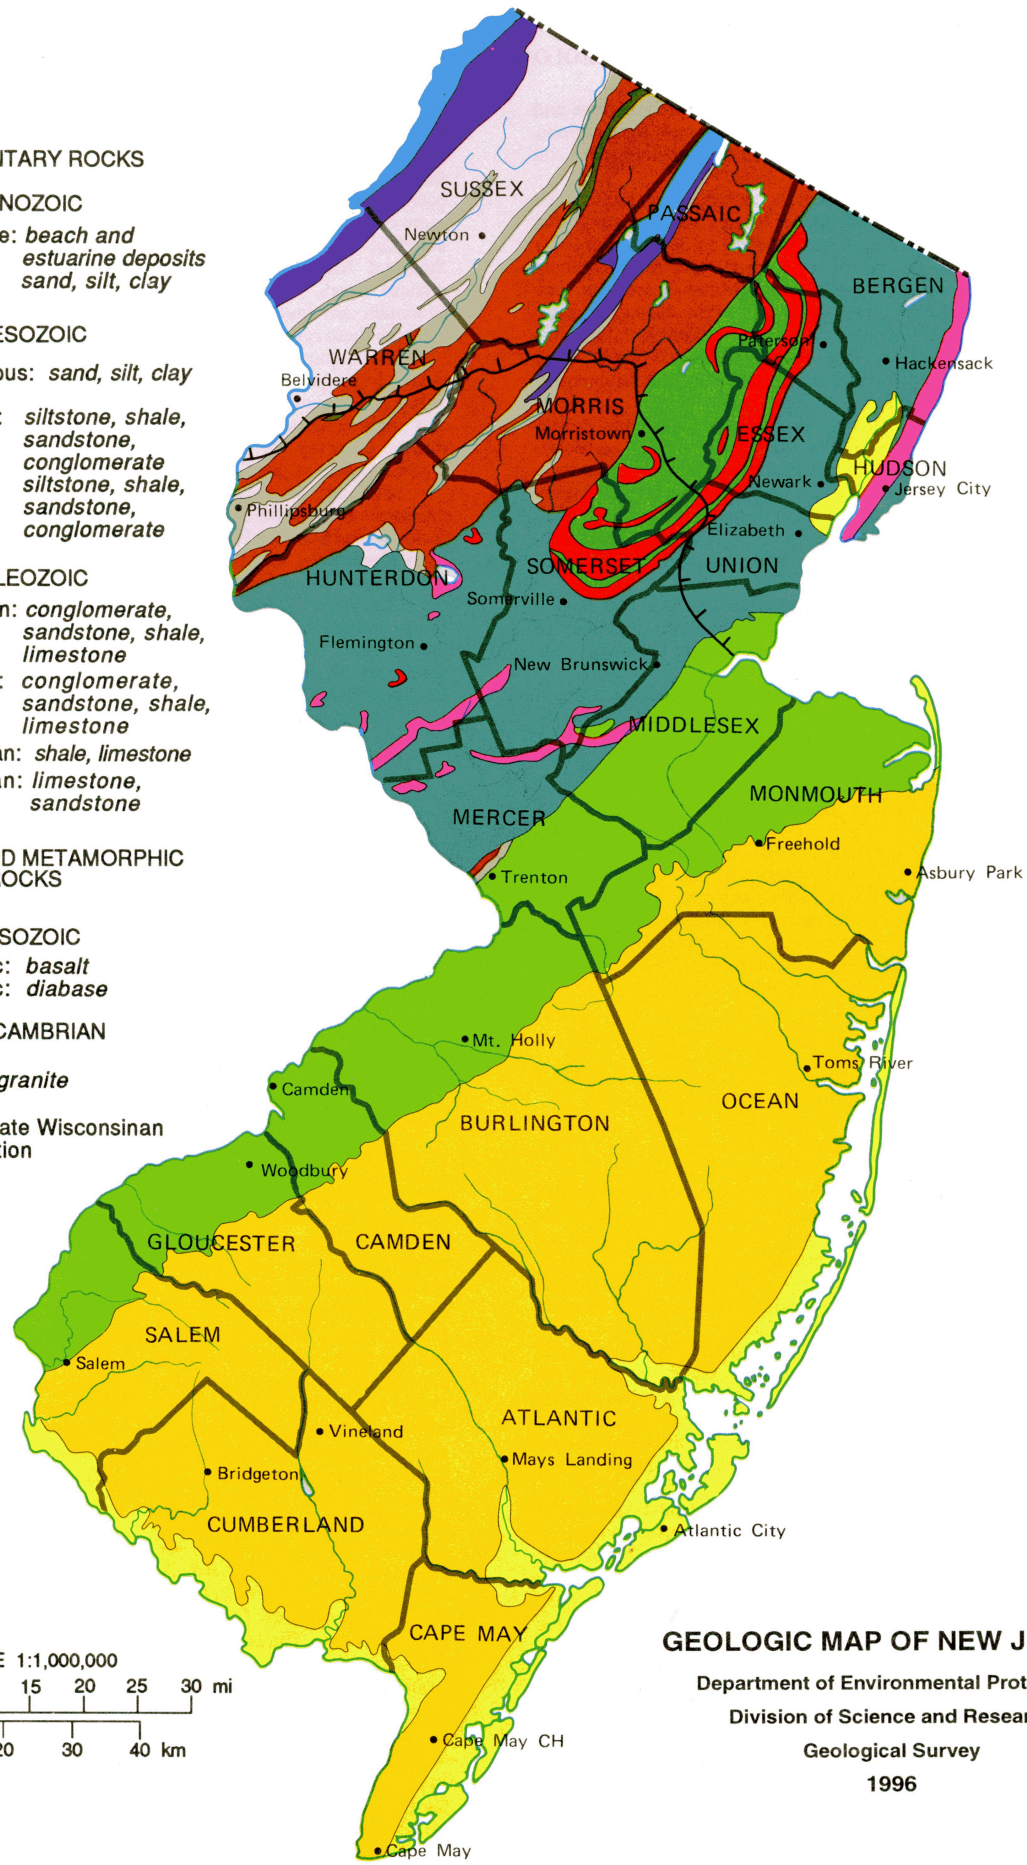 NTARY ROCKS
NOZOIC
e: beach and
estuarine deposits
sand, silt, clay
ESOZOIC
ous: sand, silt, clay
: siltstone, shale,
sandstone,
conglomerate
siltstone, shale,
sandstone,
conglomerate
LEOZOIC
n: conglomerate,
sandstone, shale,
limestone
: conglomerate,
sandstone, shale,
limestone
an: shale, limestone
an: limestone,
sandstone
D METAMORPHIC
OCKS
SOZOIC
c: basalt
c: diabase
CAMBRIAN
granite
ate Wisconsinan
tion
SUSSEX
Newton
PASSAIC
BERGEN
WARREN
Belvidere
Paterson
Hackensack
MORRIS
Morristown
ESSEX
HUDSON
Newark
Jersey City
Phillipsburg
Elizabeth
HUNTERDON
SOMERSET
UNION
Somerville
Flemington
New Brunswick
MIDDLESEX
MONMOUTH
MERCER
Freehold
Trenton
Asbury Park
Mt. Holly
Toms River
Camden
OCEAN
BURLINGTON
Woodbury
GLOUCESTER
CAMDEN
SALEM
Salem
ATLANTIC
Vineland
Mays Landing
Bridgeton
CUMBERLAND
Atlantic City
CAPE MAY
Cape May CH
Cape May
E 1:1,000,000
15 20 25 30 mi
20 30 40 km
GEOLOGIC MAP OF NEW J
Department of Environmental Prot
Division of Science and Resear
Geological Survey
1996